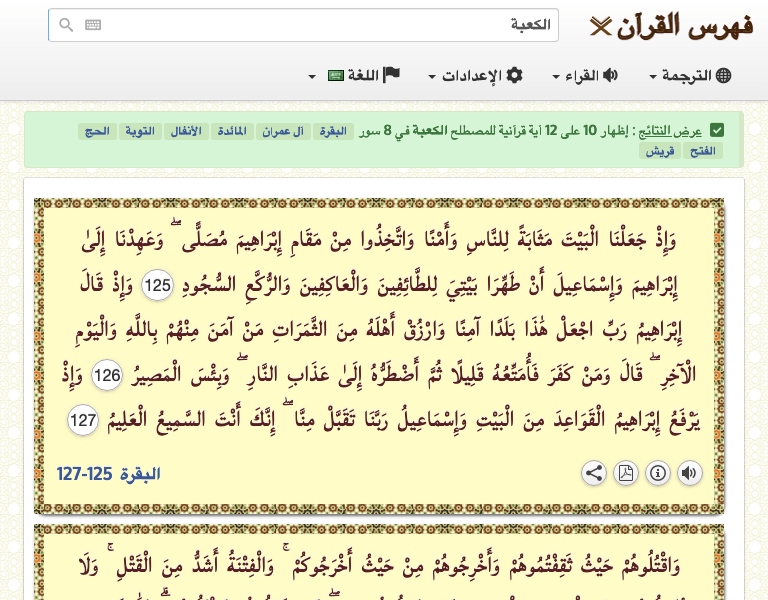 فهرس القرآن
الكعبة
الترجمة القراء الإعدادات اللغة
عرض النتائج : إظهار 10 على 12 آية قرآنية للمصطلح الكعبة في 8 سور البقرة آل عمران المائدة الأنفال التوبة الحج
الفتح قريش
وَإِذْ جَعَلْنَا الْبَيْتَ مَثَابَةً لِلنَّاسِ وَأَمْنًا وَاتَّخِذُوا مِنْ مَقَامِ إِبْرَاهِيمَ مُصَلًّى ۖ وَعَهِدْنَا إِلَىٰ
إِبْرَاهِيمَ وَإِسْمَاعِيلَ أَنْ طَهِّرَا بَيْتِيَ لِلطَّائِفِينَ وَالْعَاكِفِينَ وَالرُّكَّعِ السُّجُودِ 125 وَإِذْ قَالَ
إِبْرَاهِيمُ رَبِّ اجْعَلْ هَٰذَا بَلَدًا آمِنًا وَارْزُقْ أَهْلَهُ مِنَ الثَّمَرَاتِ مَنْ آمَنَ مِنْهُمْ بِاللَّهِ وَالْيَوْمِ
الْآخِرِ ۖ قَالَ وَمَنْ كَفَرَ فَأُمَتِّعُهُ قَلِيلًا ثُمَّ أَضْطَرُّهُ إِلَىٰ عَذَابِ النَّارِ ۖ وَبِئْسَ الْمَصِيرُ 126 وَإِذْ
يَرْفَعُ إِبْرَاهِيمُ الْقَوَاعِدَ مِنَ الْبَيْتِ وَإِسْمَاعِيلُ رَبَّنَا تَقَبَّلْ مِنَّا ۖ إِنَّكَ أَنْتَ السَّمِيعُ الْعَلِيمُ 127
البقرة 125-127
وَاقْتُلُوهُمْ حَيْثُ ثَقِفْتُمُوهُمْ وَأَخْرِجُوهُمْ مِنْ حَيْثُ أَخْرَجُوكُمْ ۚ وَالْفِتْنَةُ أَشَدُّ مِنَ الْقَتْلِ ۚ وَلَا